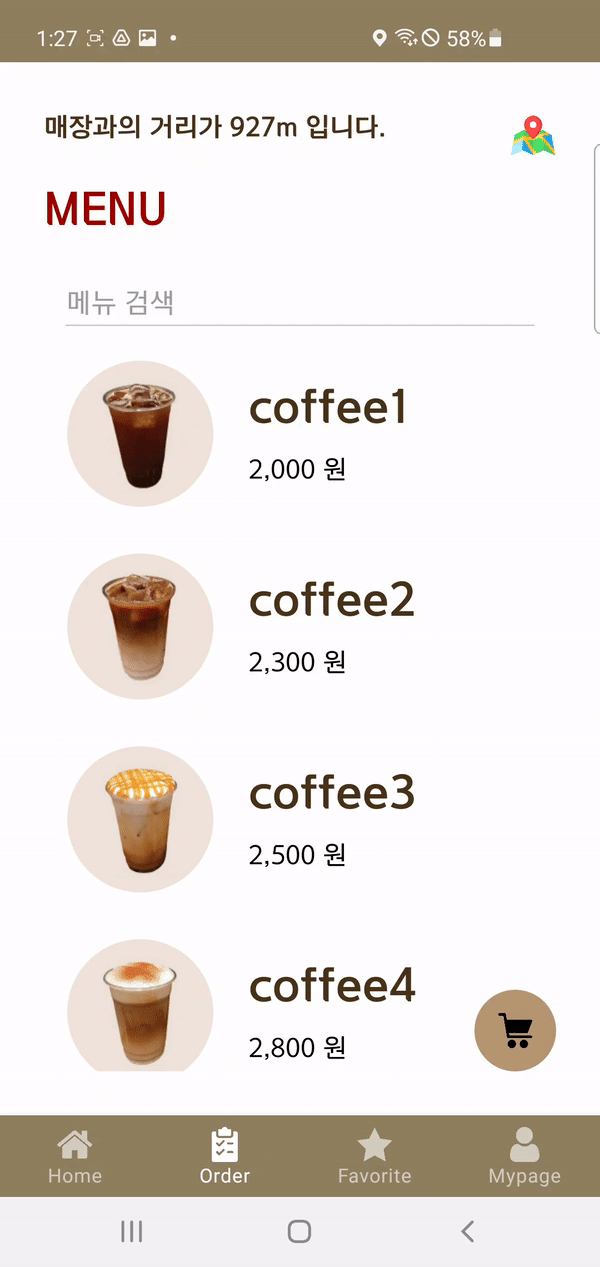 1:27 58%
매장과의 거리가 927m 입니다.
MENU
메뉴 검색
coffee1
2,000 원
coffee2
2,300 원
coffee3
2,500 원
coffee4
2,800 원
Home Order Favorite Mypage